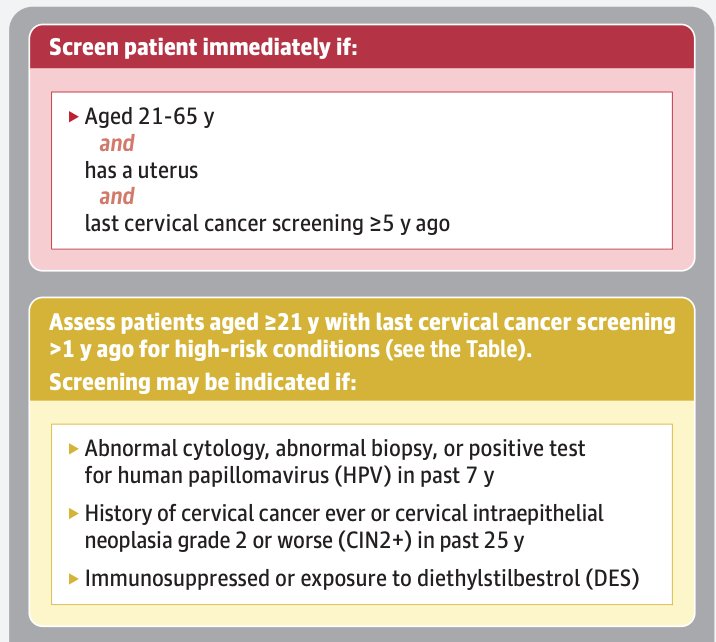 Screen patient immediately if:
▶ Aged 21-65 y
and
has a uterus
and
last cervical cancer screening ≥5 y ago
Assess patients aged ≥21 y with last cervical cancer screening
>1 y ago for high-risk conditions (see the Table).
Screening may be indicated if:
▶ Abnormal cytology, abnormal biopsy, or positive test
for human papillomavirus (HPV) in past 7 y
▶ History of cervical cancer ever or cervical intraepithelial
neoplasia grade 2 or worse (CIN2+) in past 25 y
▶ Immunosuppressed or exposure to diethylstilbestrol (DES)